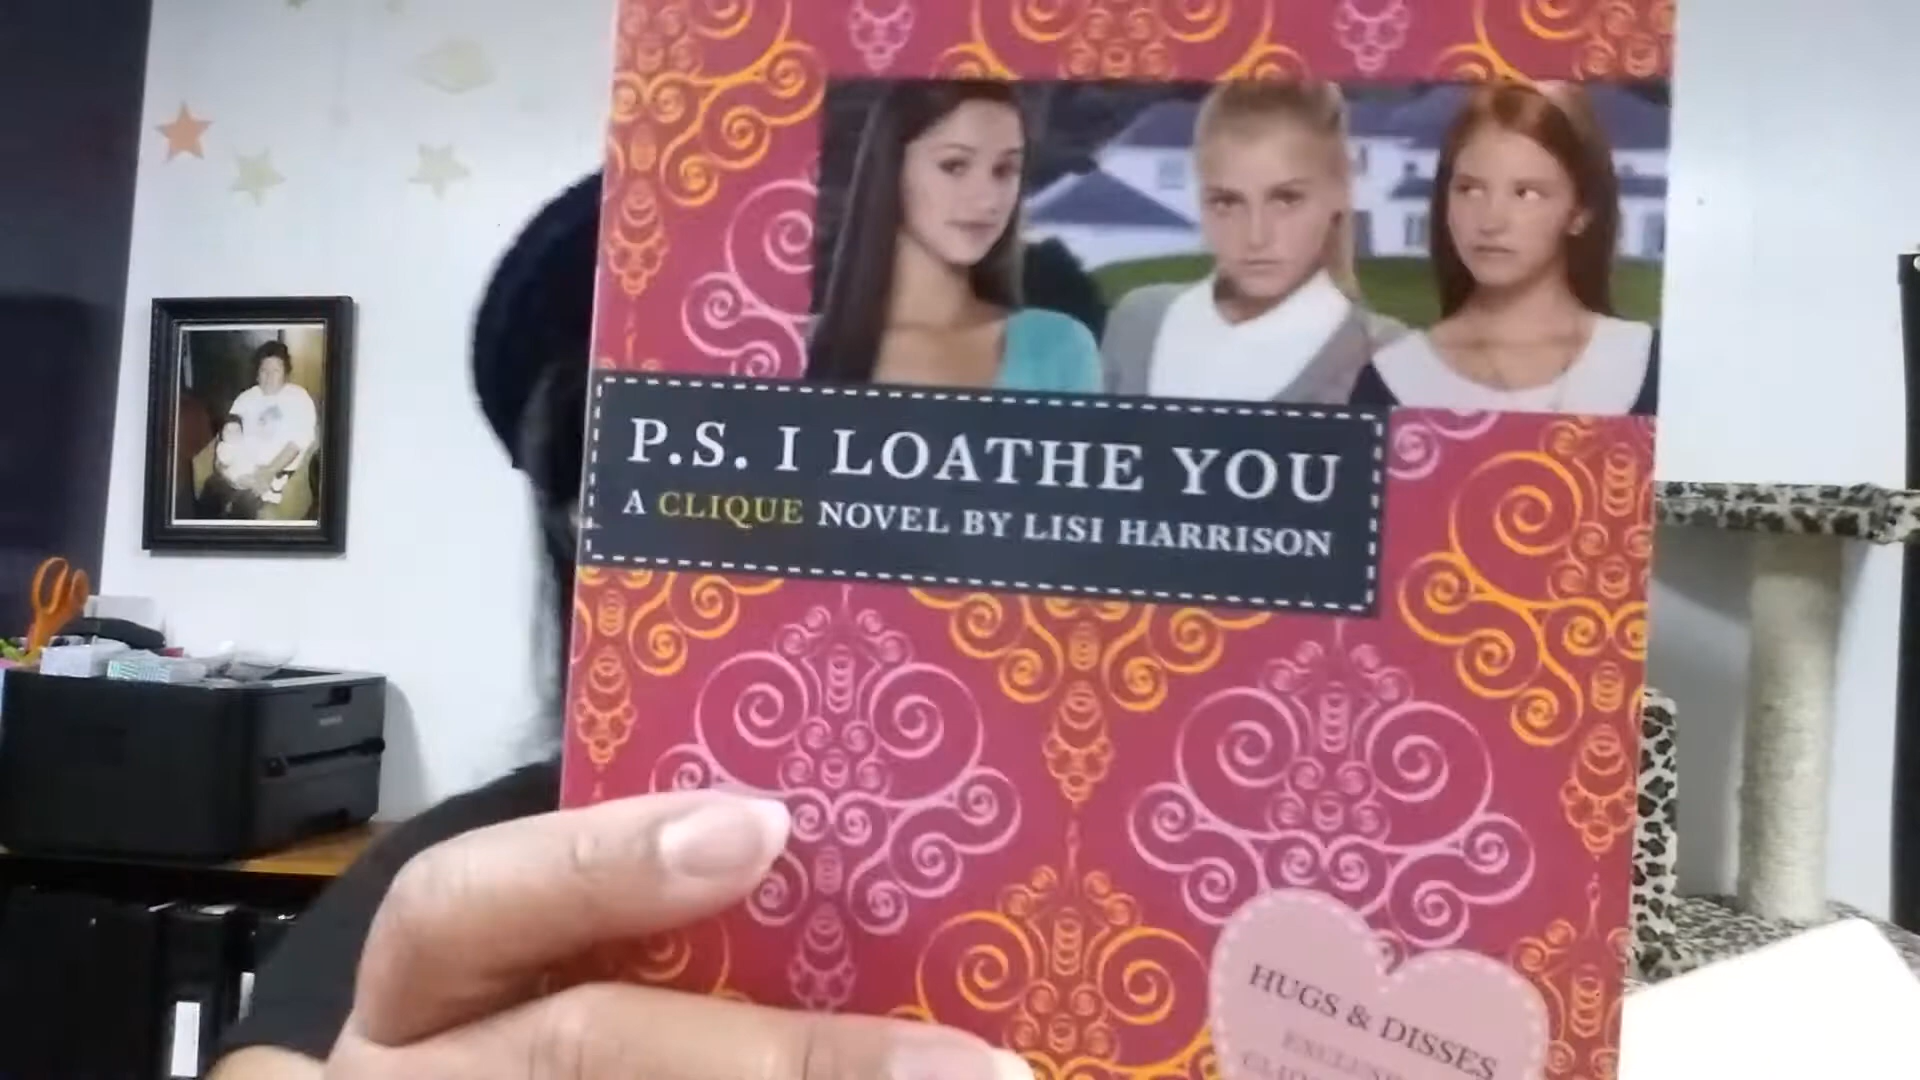 P.S. I LOATHE YOU
A CLIQUE NOVEL BY LISI HARRISON
HUGS & DISSES